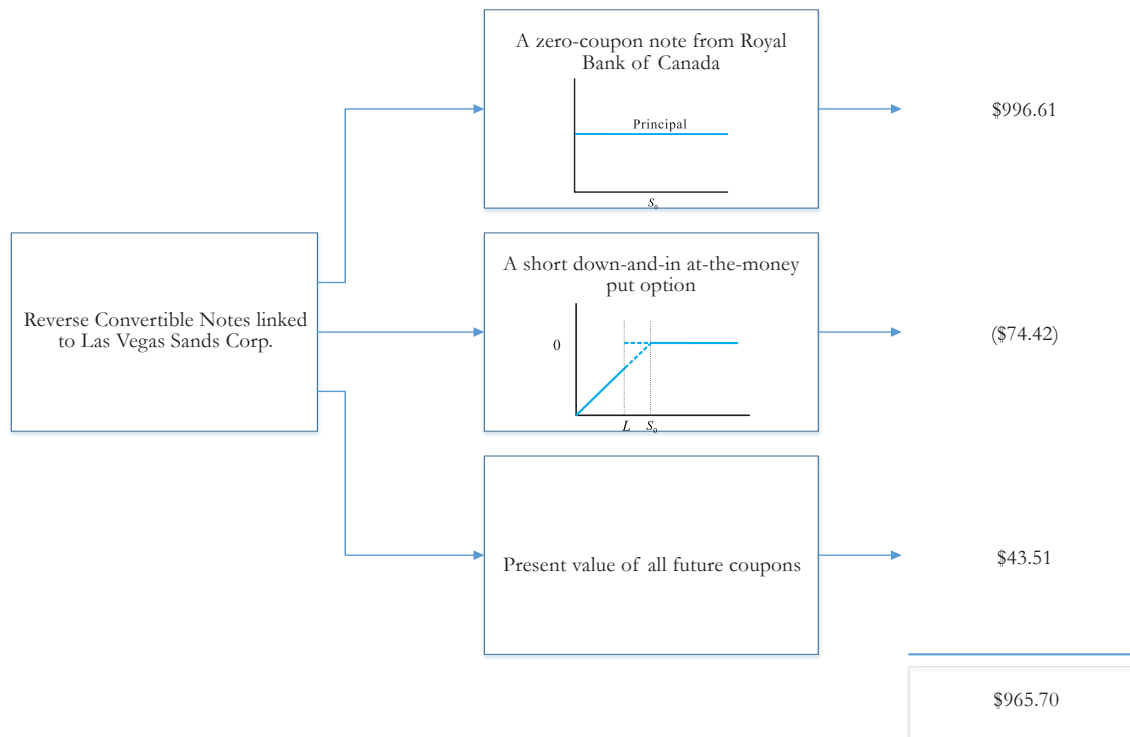 A zero-coupon note from Royal
Bank of Canada
Principal
S₀
$996.61
Reverse Convertible Notes linked
to Las Vegas Sands Corp.
A short down-and-in at-the-money
put option
0
L S₀
($74.42)
Present value of all future coupons
$43.51
$965.70